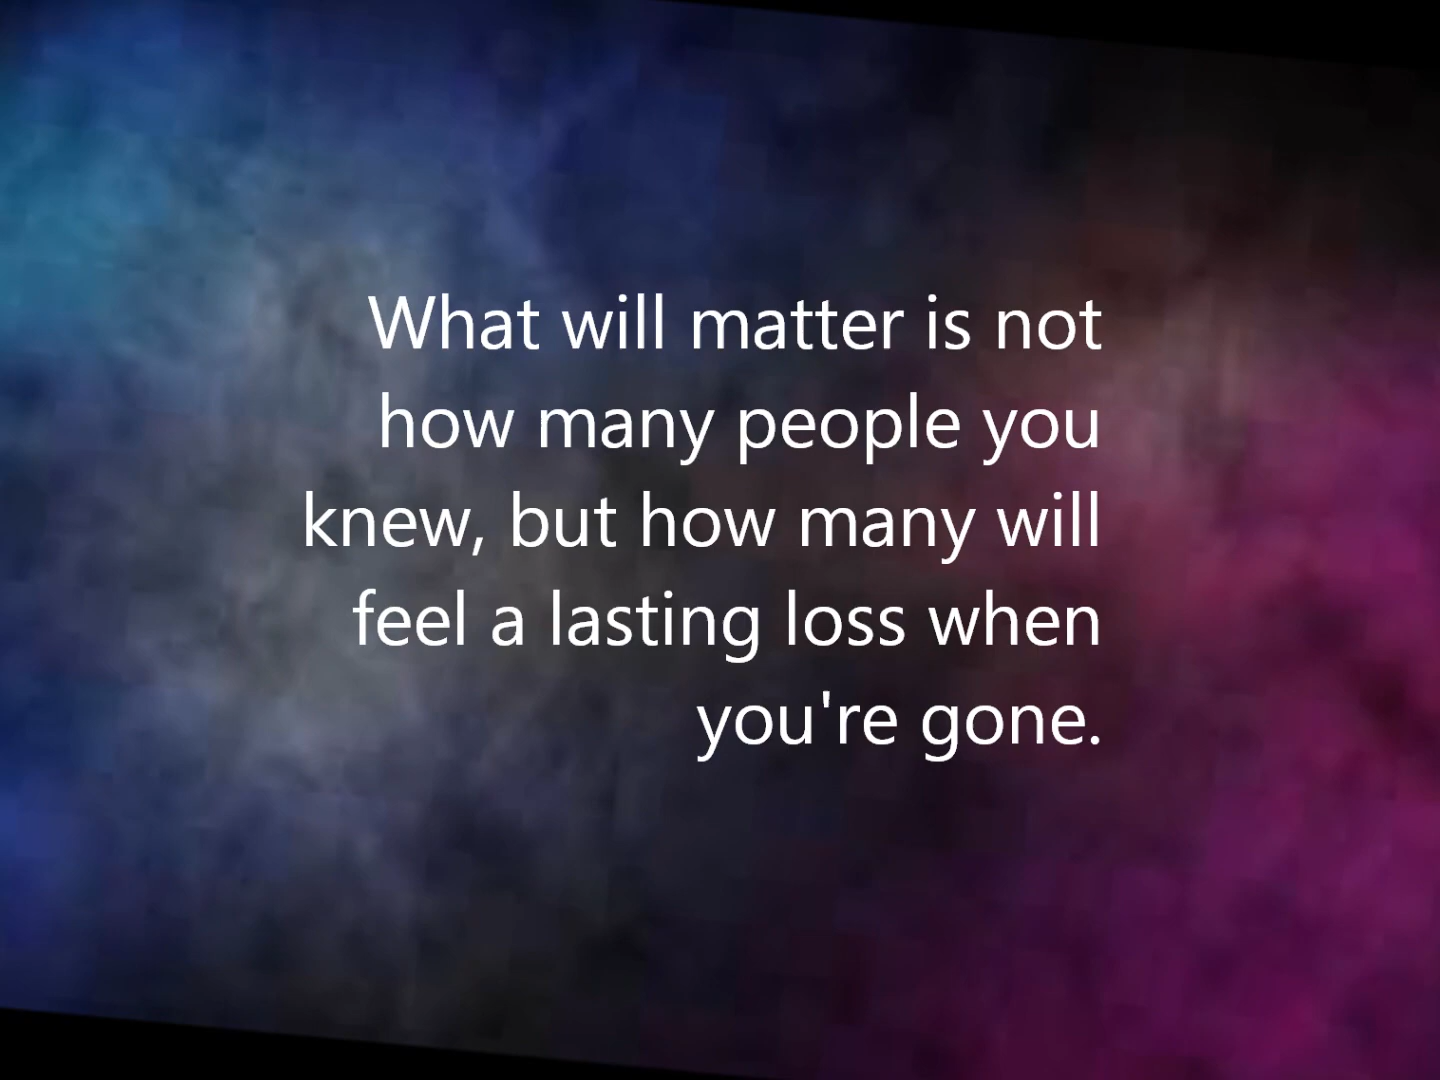 What will matter is not
how many people you
knew, but how many will
feel a lasting loss when
you're gone.